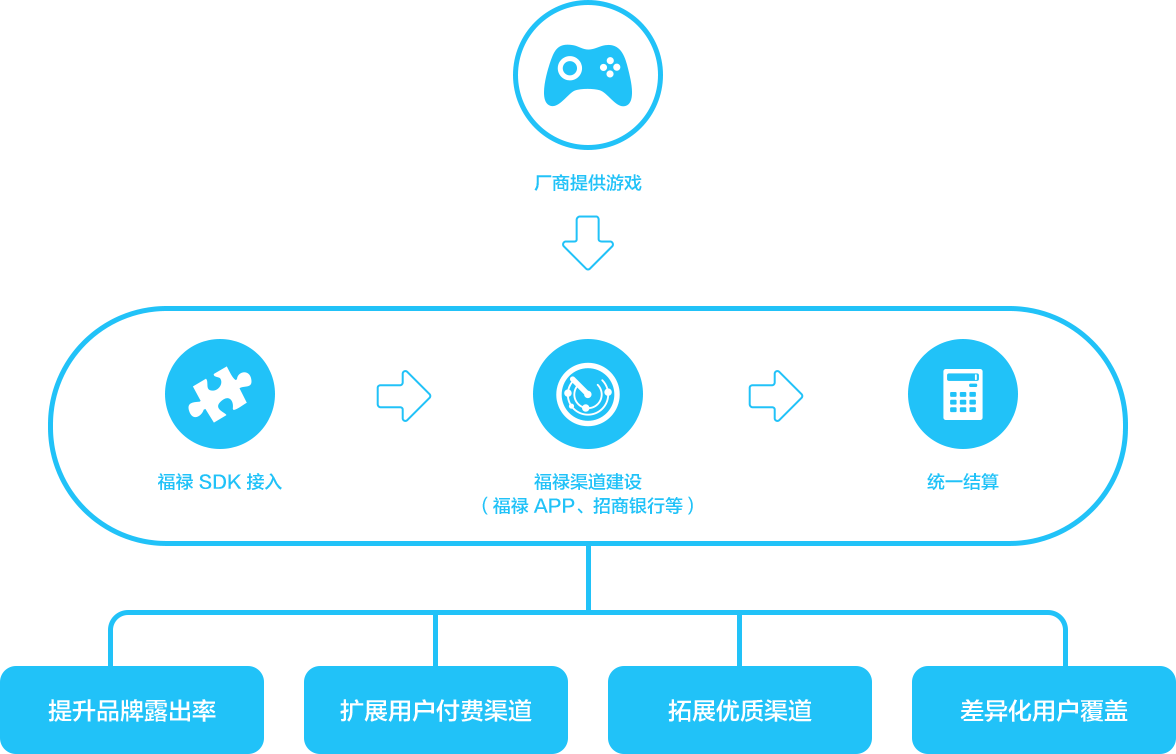 厂商提供游戏
福禄 SDK 接入
福禄渠道建设
（福禄 APP、招商银行等）
统一结算
提升品牌露出率
扩展用户付费渠道
拓展优质渠道
差异化用户覆盖